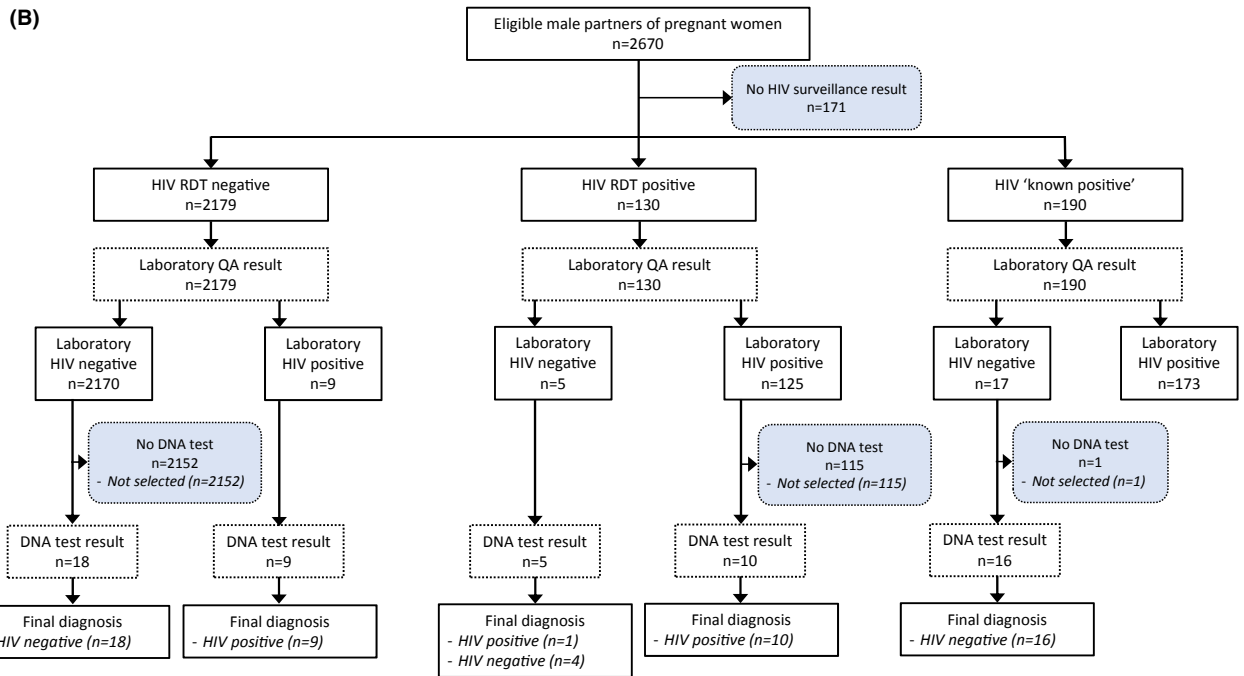 (B)
Eligible male partners of pregnant women
n=2670
No HIV surveillance result
n=171
HIV RDT negative
n=2179
HIV RDT positive
n=130
HIV ‘known positive’
n=190
Laboratory QA result
n=2179
Laboratory QA result
n=130
Laboratory QA result
n=190
Laboratory
HIV negative
n=2170
Laboratory
HIV positive
n=9
Laboratory
HIV negative
n=5
Laboratory
HIV positive
n=125
Laboratory
HIV negative
n=17
Laboratory
HIV positive
n=173
No DNA test
n=2152
- Not selected (n=2152)
No DNA test
n=115
- Not selected (n=115)
No DNA test
n=1
- Not selected (n=1)
DNA test result
n=18
DNA test result
n=9
DNA test result
n=5
DNA test result
n=10
DNA test result
n=16
Final diagnosis
HIV negative (n=18)
Final diagnosis
- HIV positive (n=9)
Final diagnosis
- HIV positive (n=1)
- HIV negative (n=4)
Final diagnosis
- HIV positive (n=10)
Final diagnosis
- HIV negative (n=16)